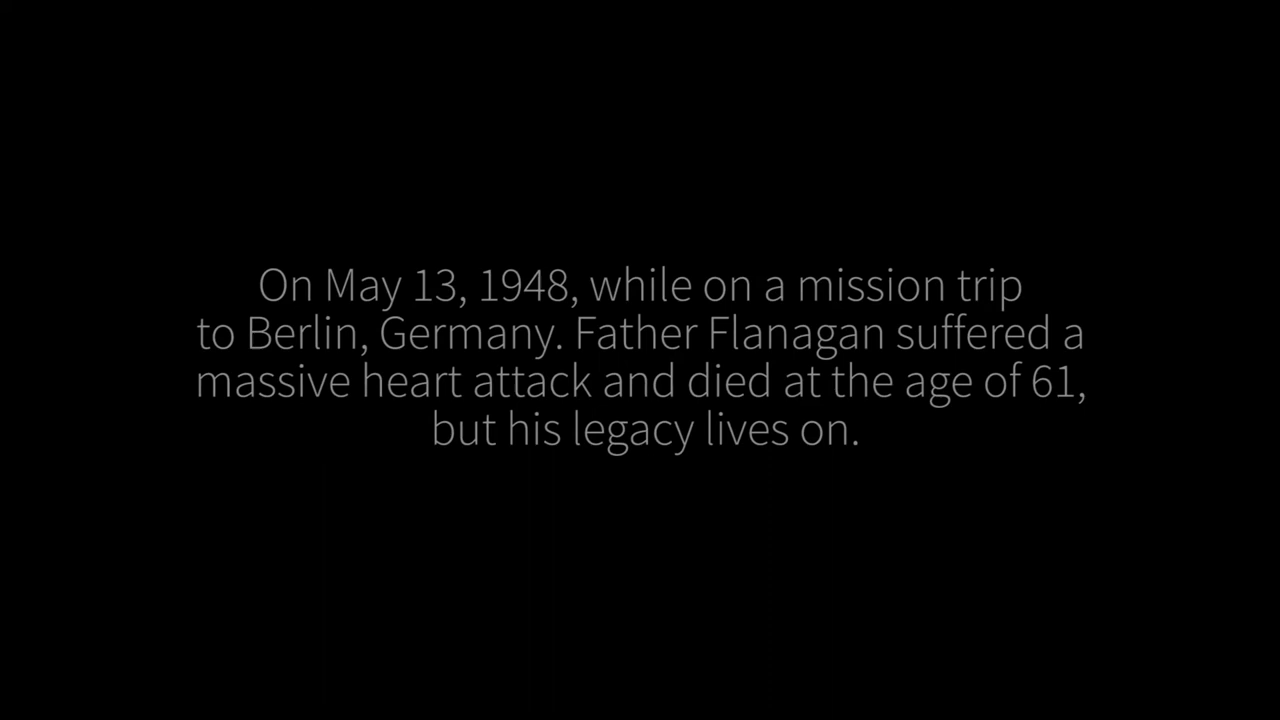 On May 13, 1948, while on a mission trip
to Berlin, Germany. Father Flanagan suffered a
massive heart attack and died at the age of 61,
but his legacy lives on.